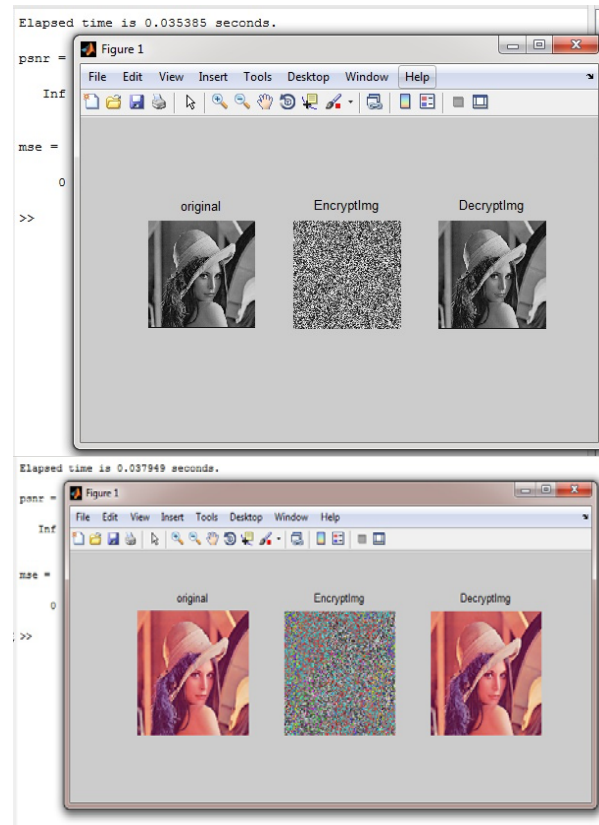 Elapsed time is 0.035385 seconds.
psnr =
Inf
mse =
0
>>
Figure 1
File Edit View Insert Tools Desktop Window Help
original EncryptImg DecryptImg
Elapsed time is 0.037949 seconds.
psnr =
Inf
mse =
0
>>
Figure 1
File Edit View Insert Tools Desktop Window Help
original EncryptImg DecryptImg